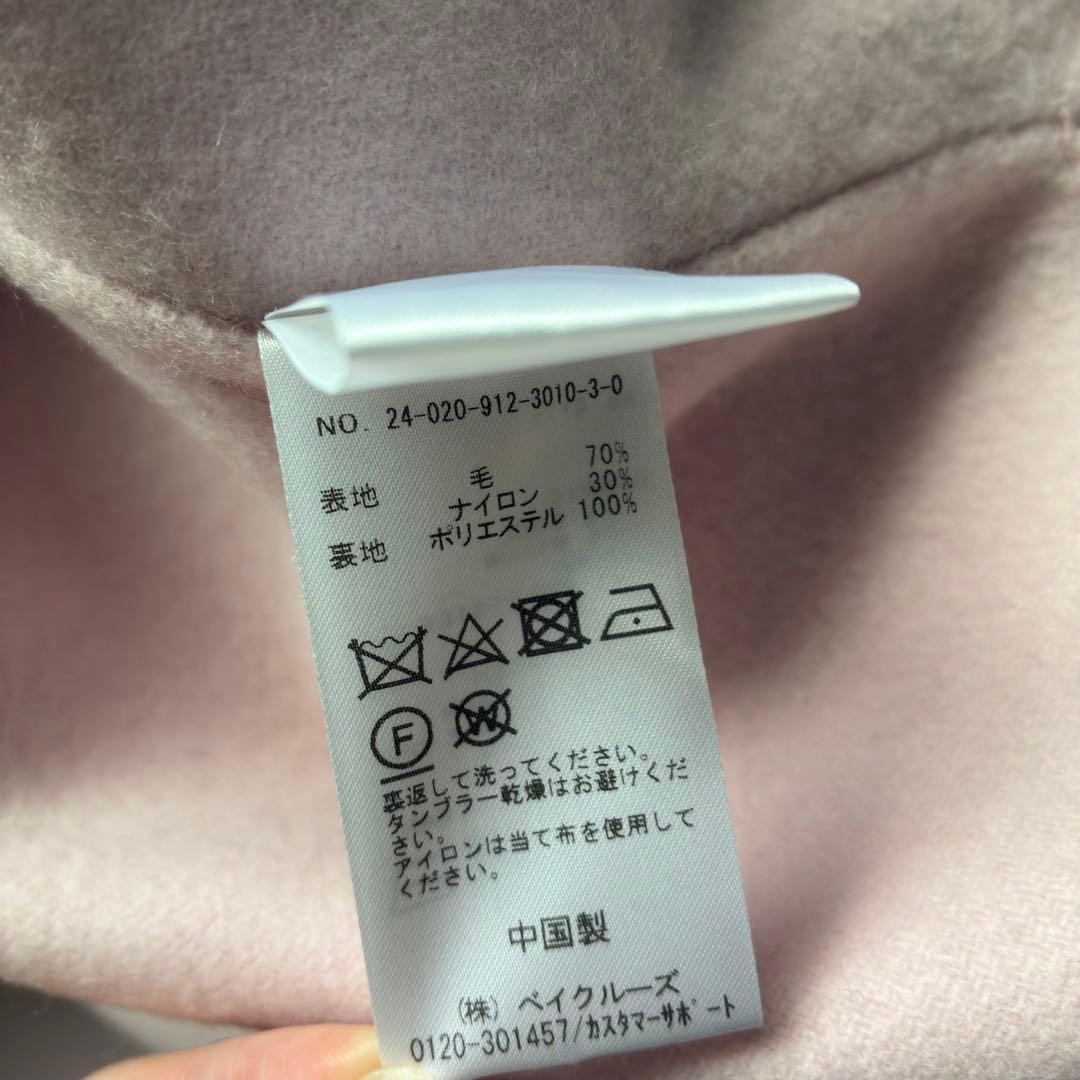 NO. 24-020-912-3010-3-0
表地 毛 70%
ナイロン 30%
裏地 ポリエステル 100%
F W
裏返して洗ってください。
タンブラー乾燥はお避けくだ
さい。
アイロンは当て布を使用して
ください。
中国製
(株) ベイクルーズ
0120-301457/ｶｽﾀﾏｰｻﾎﾟｰﾄ